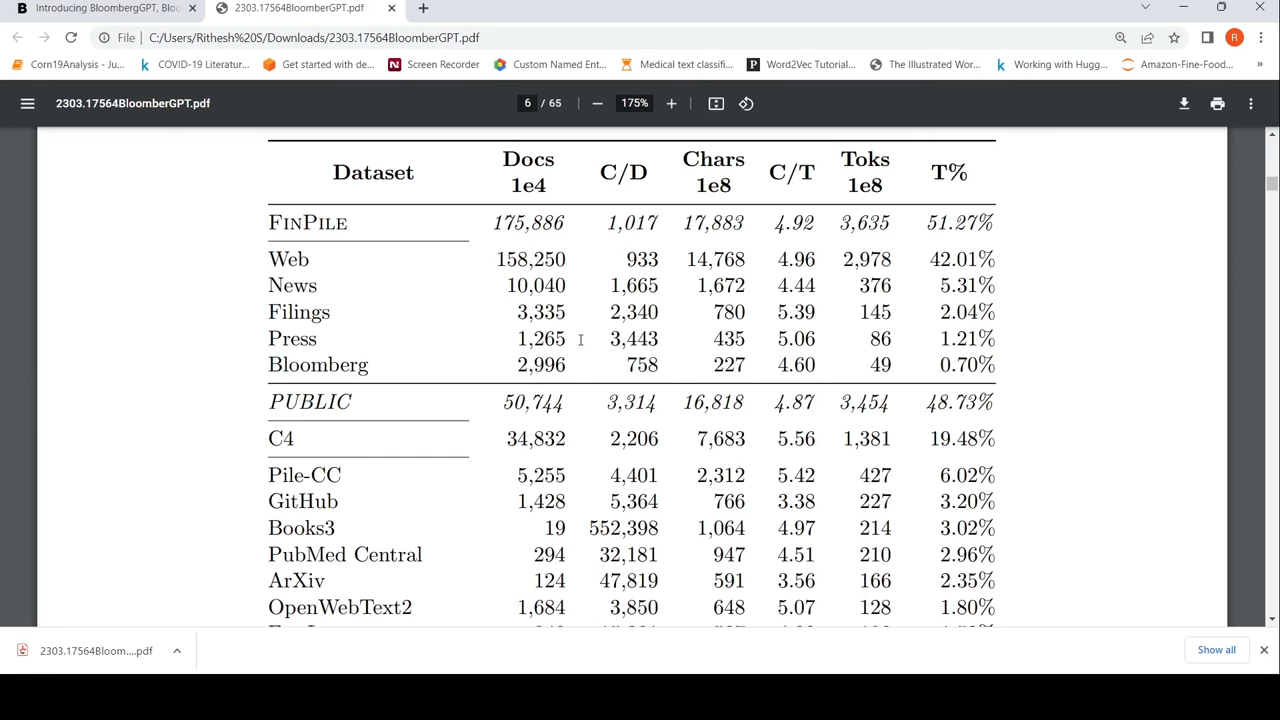 Introducing BloombergGPT, Bloo
2303.17564BloombergGPT.pdf
File
C:/Users/Rithesh%20S/Downloads/2303.17564BloombergGPT.pdf
R
Corn19Analysis - Ju...
COVID-19 Literatur...
Get started with de...
Screen Recorder
Custom Named Ent...
Medical text classifi...
Word2Vec Tutorial...
The Illustrated Wor...
Working with Hugg...
Amazon-Fine-Food...
»
2303.17564BloomberGPT.pdf
6 / 65
175%
Dataset Docs 1e4 C/D Chars 1e8 C/T Toks 1e8 T%
FINPILE 175,886 1,017 17,883 4.92 3,635 51.27%
Web 158,250 933 14,768 4.96 2,978 42.01%
News 10,040 1,665 1,672 4.44 376 5.31%
Filings 3,335 2,340 780 5.39 145 2.04%
Press 1,265 3,443 435 5.06 86 1.21%
Bloomberg 2,996 758 227 4.60 49 0.70%
PUBLIC 50,744 3,314 16,818 4.87 3,454 48.73%
C4 34,832 2,206 7,683 5.56 1,381 19.48%
Pile-CC 5,255 4,401 2,312 5.42 427 6.02%
GitHub 1,428 5,364 766 3.38 227 3.20%
Books3 19 552,398 1,064 4.97 214 3.02%
PubMed Central 294 32,181 947 4.51 210 2.96%
ArXiv 124 47,819 591 3.56 166 2.35%
OpenWebText2 1,684 3,850 648 5.07 128 1.80%
2303.17564Bloom....pdf
Show all